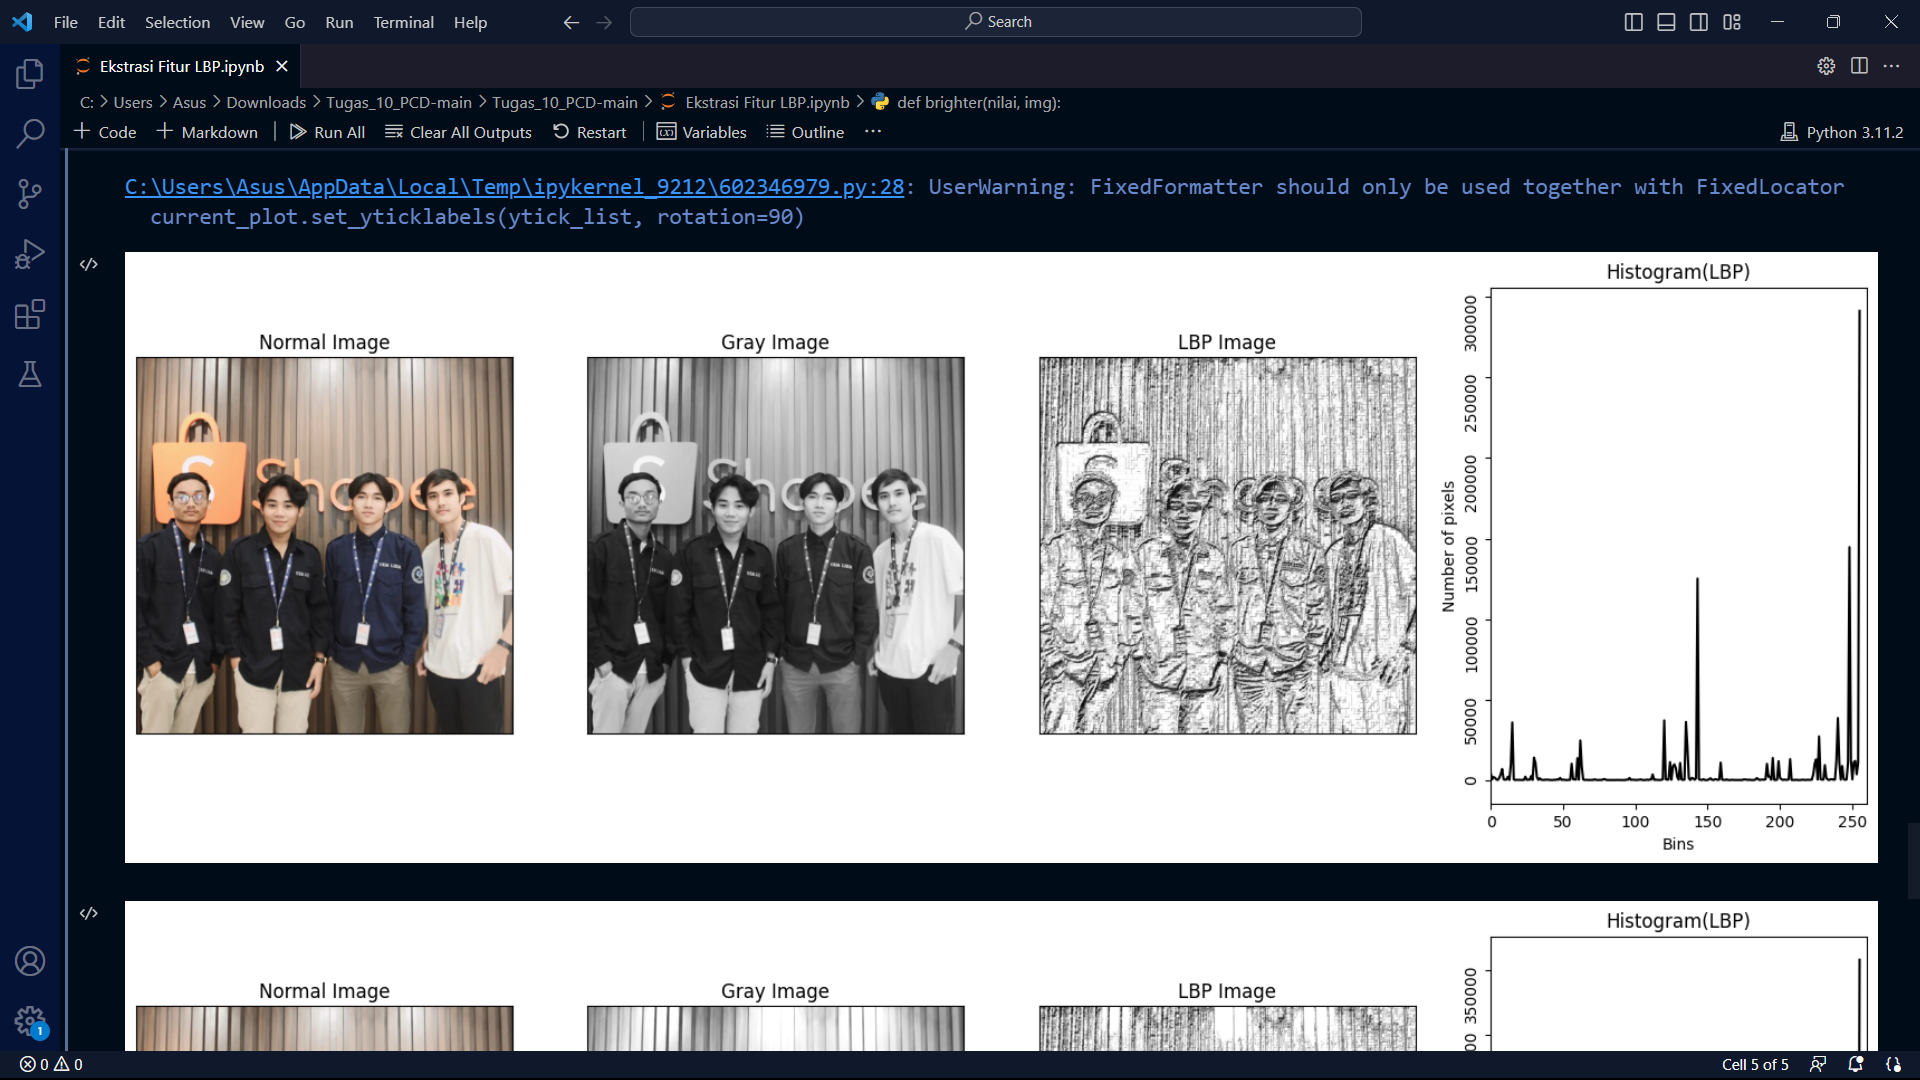 File Edit Selection View Go Run Terminal Help
Search
Ekstrasi Fitur LBP.ipynb
C: > Users > Asus > Downloads > Tugas_10_PCD-main > Tugas_10_PCD-main > Ekstrasi Fitur LBP.ipynb > def brighter(nilai, img):
+ Code + Markdown | Run All Clear All Outputs Restart | Variables Outline ···
Python 3.11.2
C:\Users\Asus\AppData\Local\Temp\ipykernel_9212\602346979.py:28: UserWarning: FixedFormatter should only be used together with FixedLocator
current_plot.set_yticklabels(ytick_list, rotation=90)
Normal Image
S Shopee
Gray Image
S Shopee
LBP Image
Histogram(LBP)
Number of pixels
300000
250000
200000
150000
100000
50000
0
0 50 100 150 200 250
Bins
Normal Image
Gray Image
LBP Image
Histogram(LBP)
350000
1
0 0
Cell 5 of 5